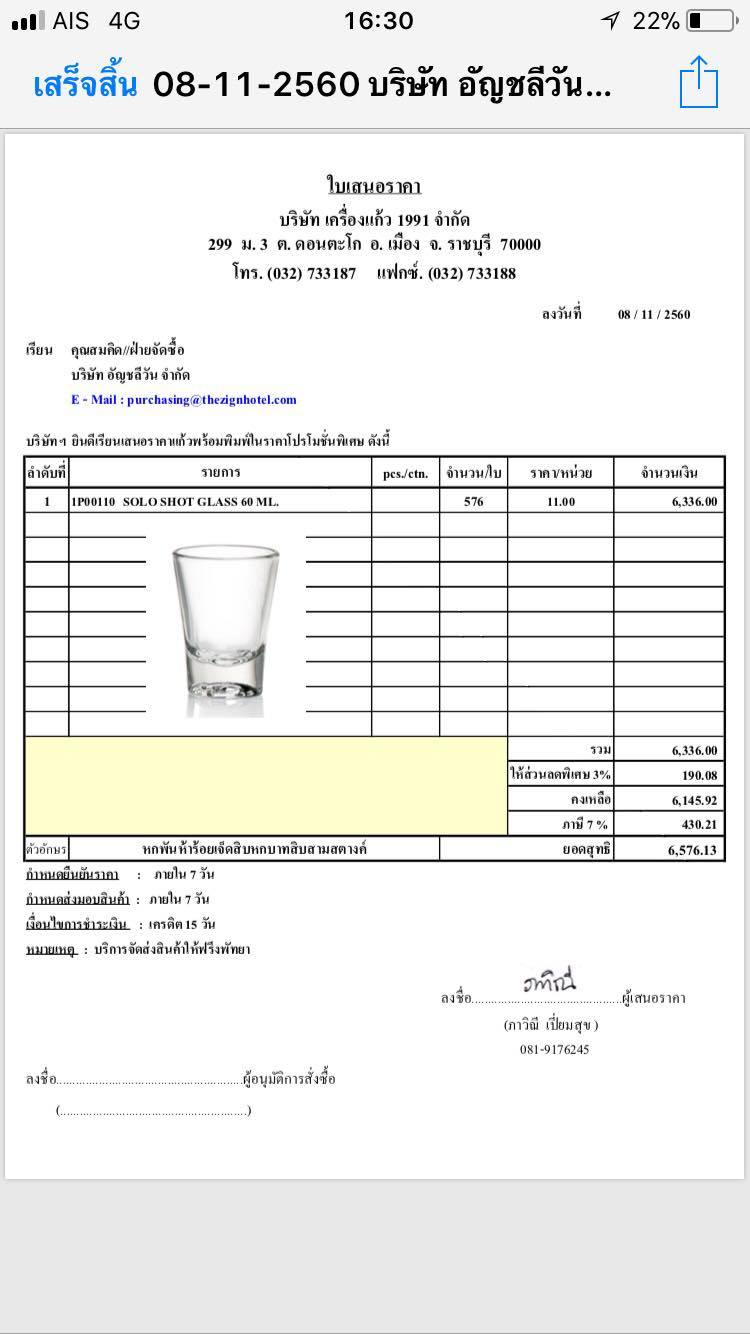 AIS 4G 16:30 22%
เสร็จสิ้น 08-11-2560 บริษัท อัญชลีวัน...
ใบเสนอราคา
บริษัท เครื่องแก้ว 1991 จำกัด
299 ม. 3 ต. ดอนตะโก อ. เมือง จ. ราชบุรี 70000
โทร. (032) 733187 แฟกซ์. (032) 733188
ลงวันที่ 08 / 11 / 2560
เรียน คุณสมคิด//ฝ่ายจัดซื้อ
บริษัท อัญชลีวัน จำกัด
E - Mail : purchasing@thezignhotel.com
บริษัทฯ ยินดีเรียนเสนอราคาแก้วพร้อมพิมพ์ในราคาโปรโมชั่นพิเศษ ดังนี้
ลำดับที่ รายการ pcs./ctn. จำนวน/ใบ ราคา/หน่วย จำนวนเงิน
1 1P00110 SOLO SHOT GLASS 60 ML. 576 11.00 6,336.00
รวม 6,336.00
ให้ส่วนลดพิเศษ 3% 190.08
คงเหลือ 6,145.92
ภาษี 7 % 430.21
ตัวอักษร หกพันห้าร้อยเจ็ดสิบหกบาทสิบสามสตางค์ ยอดสุทธิ 6,576.13
กำหนดยืนยันราคา : ภายใน 7 วัน
กำหนดส่งมอบสินค้า : ภายใน 7 วัน
เงื่อนไขการชำระเงิน : เครดิต 15 วัน
หมายเหตุ : บริการจัดส่งสินค้าให้ฟรีงพัทยา
ภาวิณี
ลงชื่อ..............................................ผู้เสนอราคา
(ภาวิณี เปี่ยมสุข )
081-9176245
ลงชื่อ.........................................................ผู้อนุมัติการสั่งซื้อ
(.........................................................)